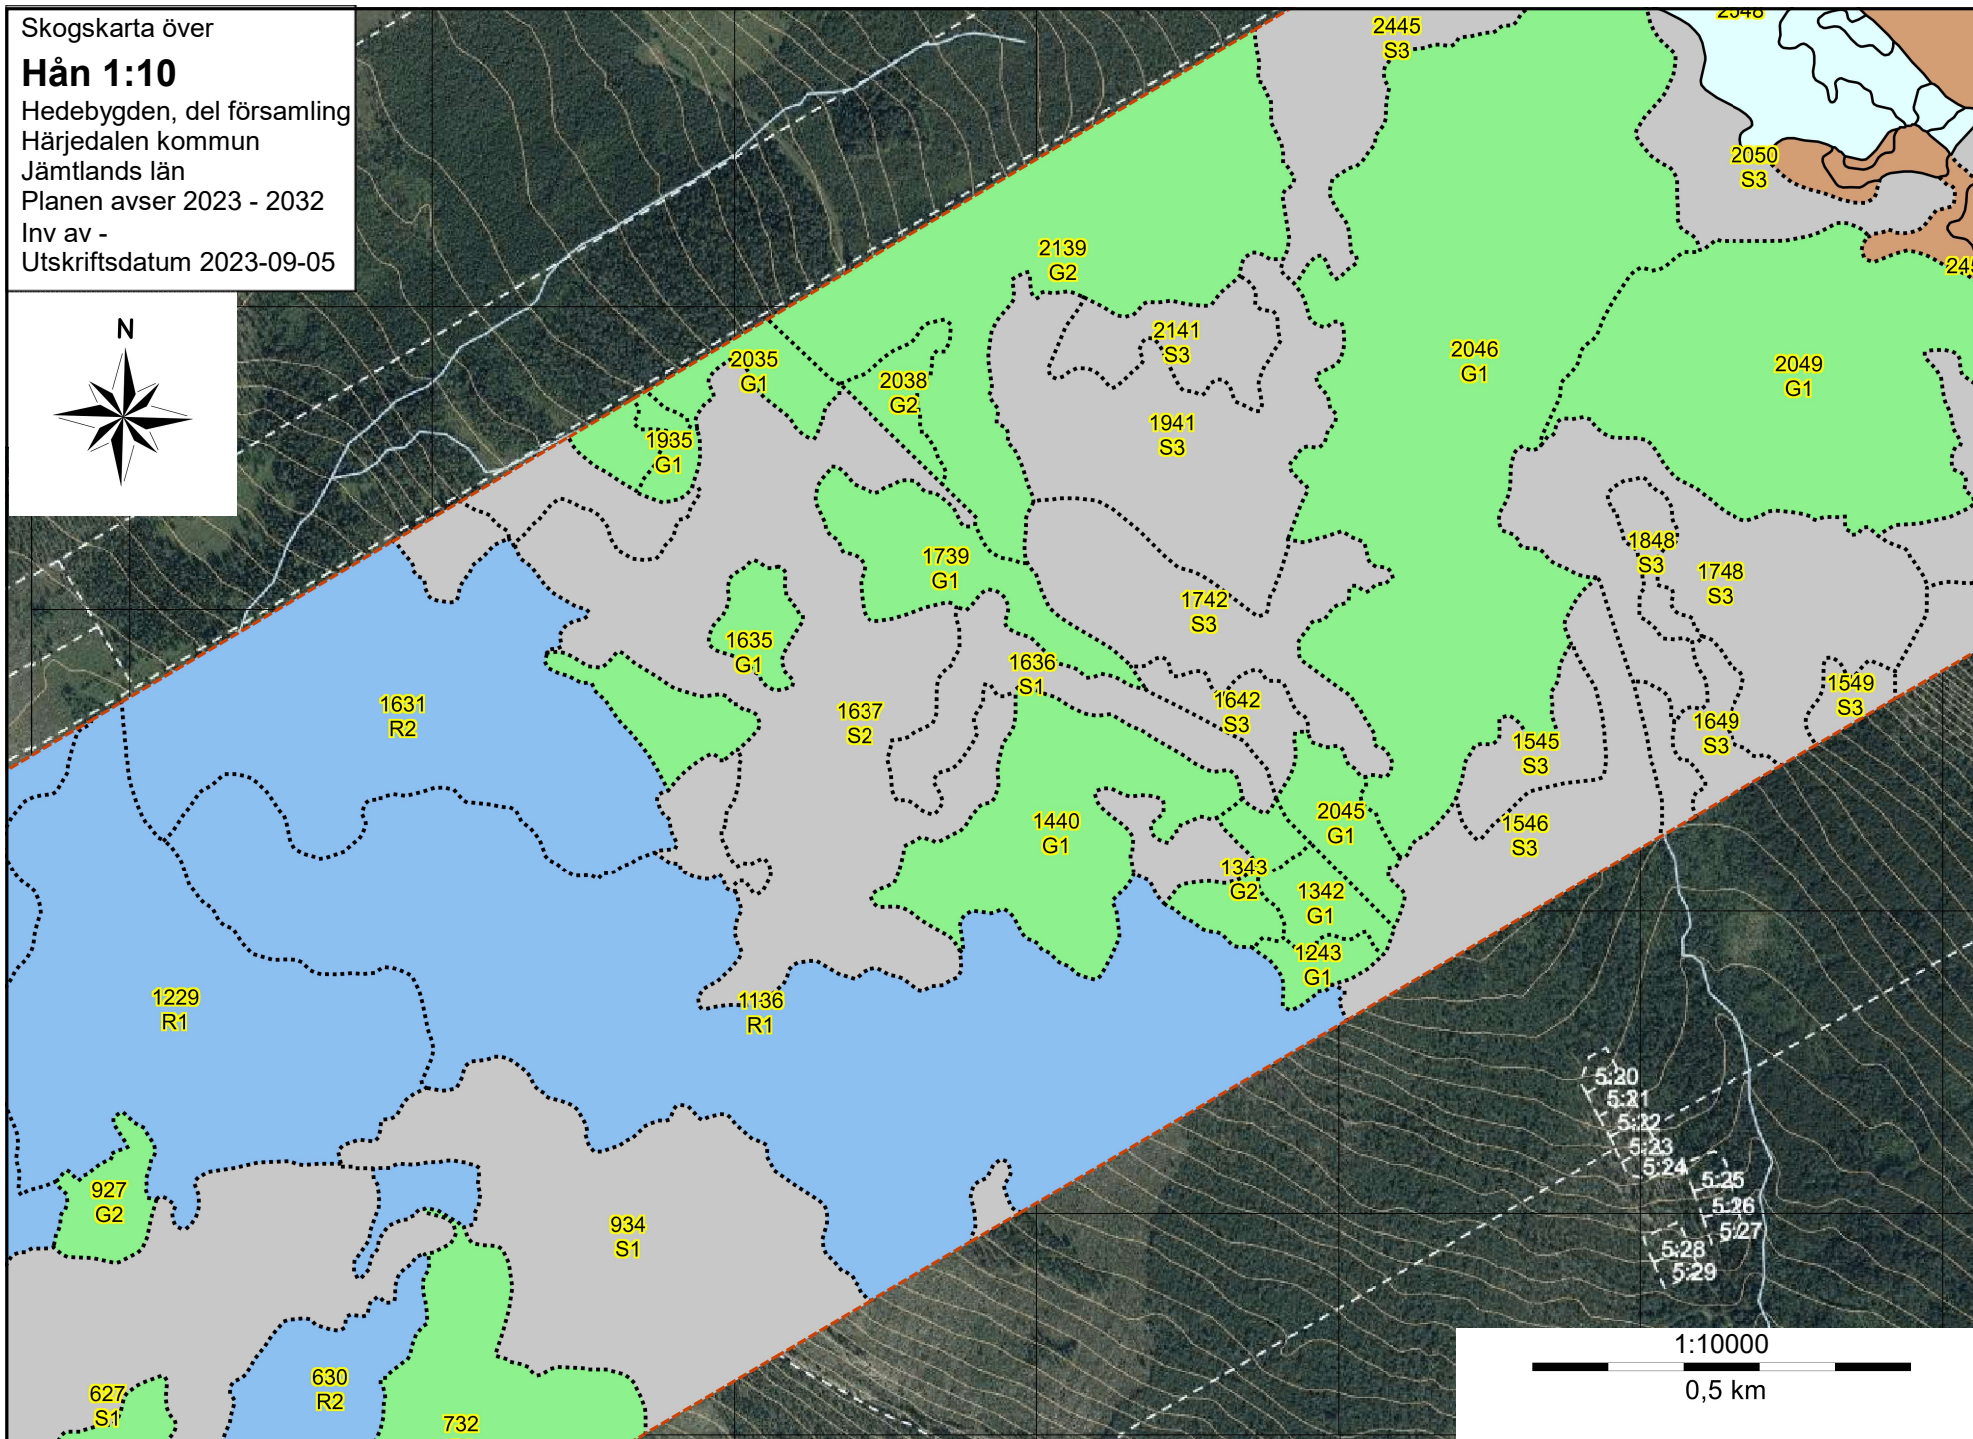 Skogskarta över
Hån 1:10
Hedebygden, del församling
Härjedalen kommun
Jämtlands län
Planen avser 2023 - 2032
Inv av -
Utskriftsdatum 2023-09-05
N
2445
S3
2050
S3
2139
G2
2141
S3
2035
G1
2038
G2
2046
G1
2049
G1
1935
G1
1941
S3
1848
S3
1739
G1
1748
S3
1742
S3
1635
G1
1636
S1
1631
R2
1637
S2
1642
S3
1549
S3
1649
S3
1545
S3
2045
G1
1440
G1
1546
S3
1343
G2
1342
G1
1243
G1
1229
R1
1136
R1
927
G2
934
S1
630
R2
627
S1
732
5:20
5:21
5:22
5:23
5:24
5:25
5:26
5:27
5:28
5:29
1:10000
0,5 km